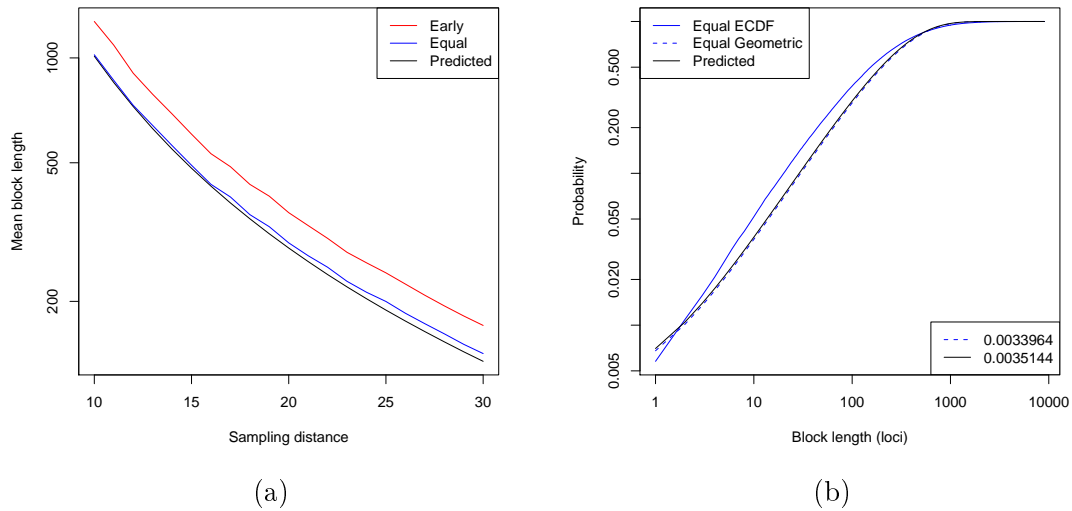 Early
Equal
Predicted
1000
500
200
Mean block length
10 15 20 25 30
Sampling distance
(a)
Equal ECDF
Equal Geometric
Predicted
0.500
0.200
0.050
0.020
0.005
Probability
0.0033964
0.0035144
1 10 100 1000 10000
Block length (loci)
(b)